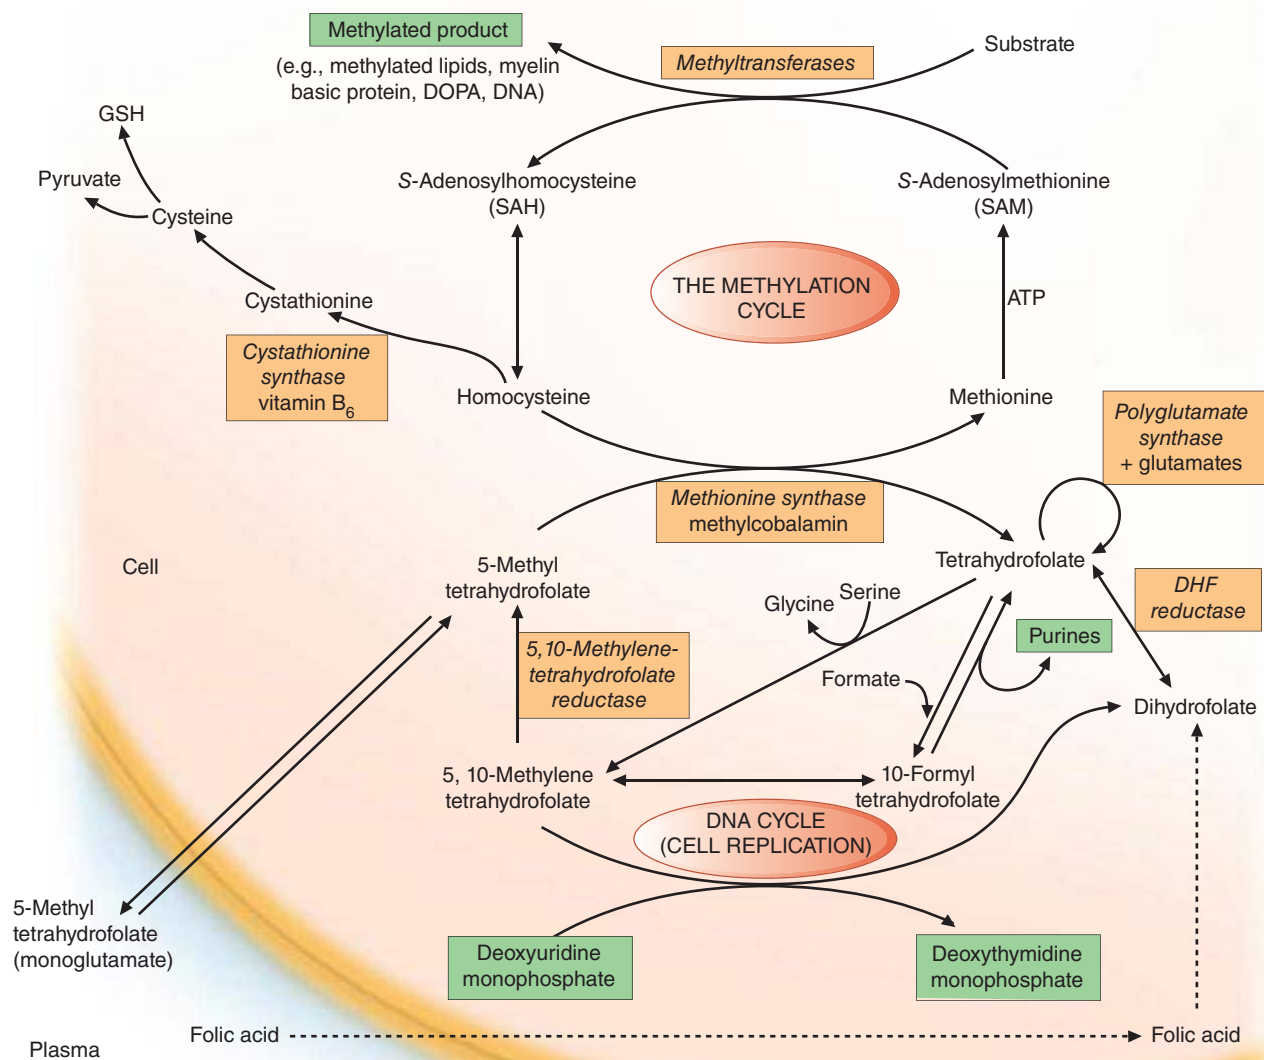 Methylated product
(e.g., methylated lipids, myelin
basic protein, DOPA, DNA)
Methyltransferases
Substrate
GSH
Pyruvate
Cysteine
S-Adenosylhomocysteine
(SAH)
S-Adenosylmethionine
(SAM)
THE METHYLATION
CYCLE
ATP
Cystathionine
Cystathionine
synthase
vitamin B6
Homocysteine
Methionine
Polyglutamate
synthase
+ glutamates
Methionine synthase
methylcobalamin
Cell
5-Methyl
tetrahydrofolate
Tetrahydrofolate
Glycine
Serine
DHF
reductase
5,10-Methylene-
tetrahydrofolate
reductase
Purines
Formate
Dihydrofolate
5, 10-Methylene
tetrahydrofolate
10-Formyl
tetrahydrofolate
DNA CYCLE
(CELL REPLICATION)
5-Methyl
tetrahydrofolate
(monoglutamate)
Deoxyuridine
monophosphate
Deoxythymidine
monophosphate
Folic acid
Folic acid
Plasma